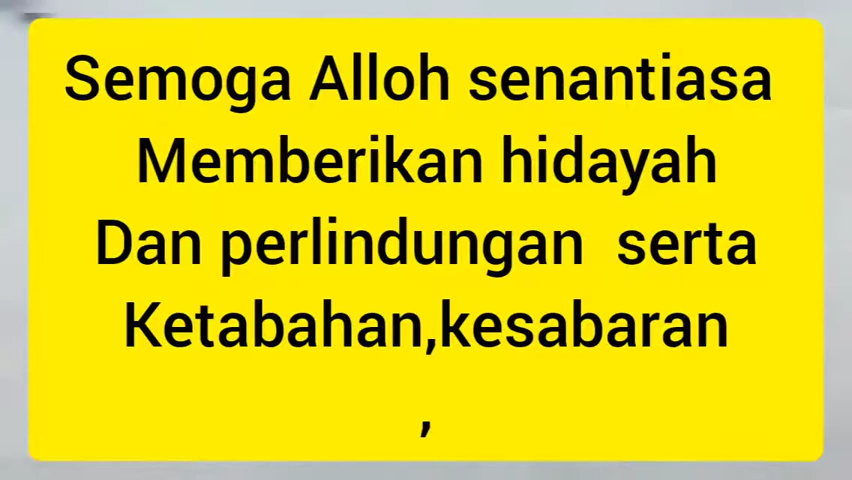 Semoga Alloh senantiasa
Memberikan hidayah
Dan perlindungan  serta
Ketabahan,kesabaran
,